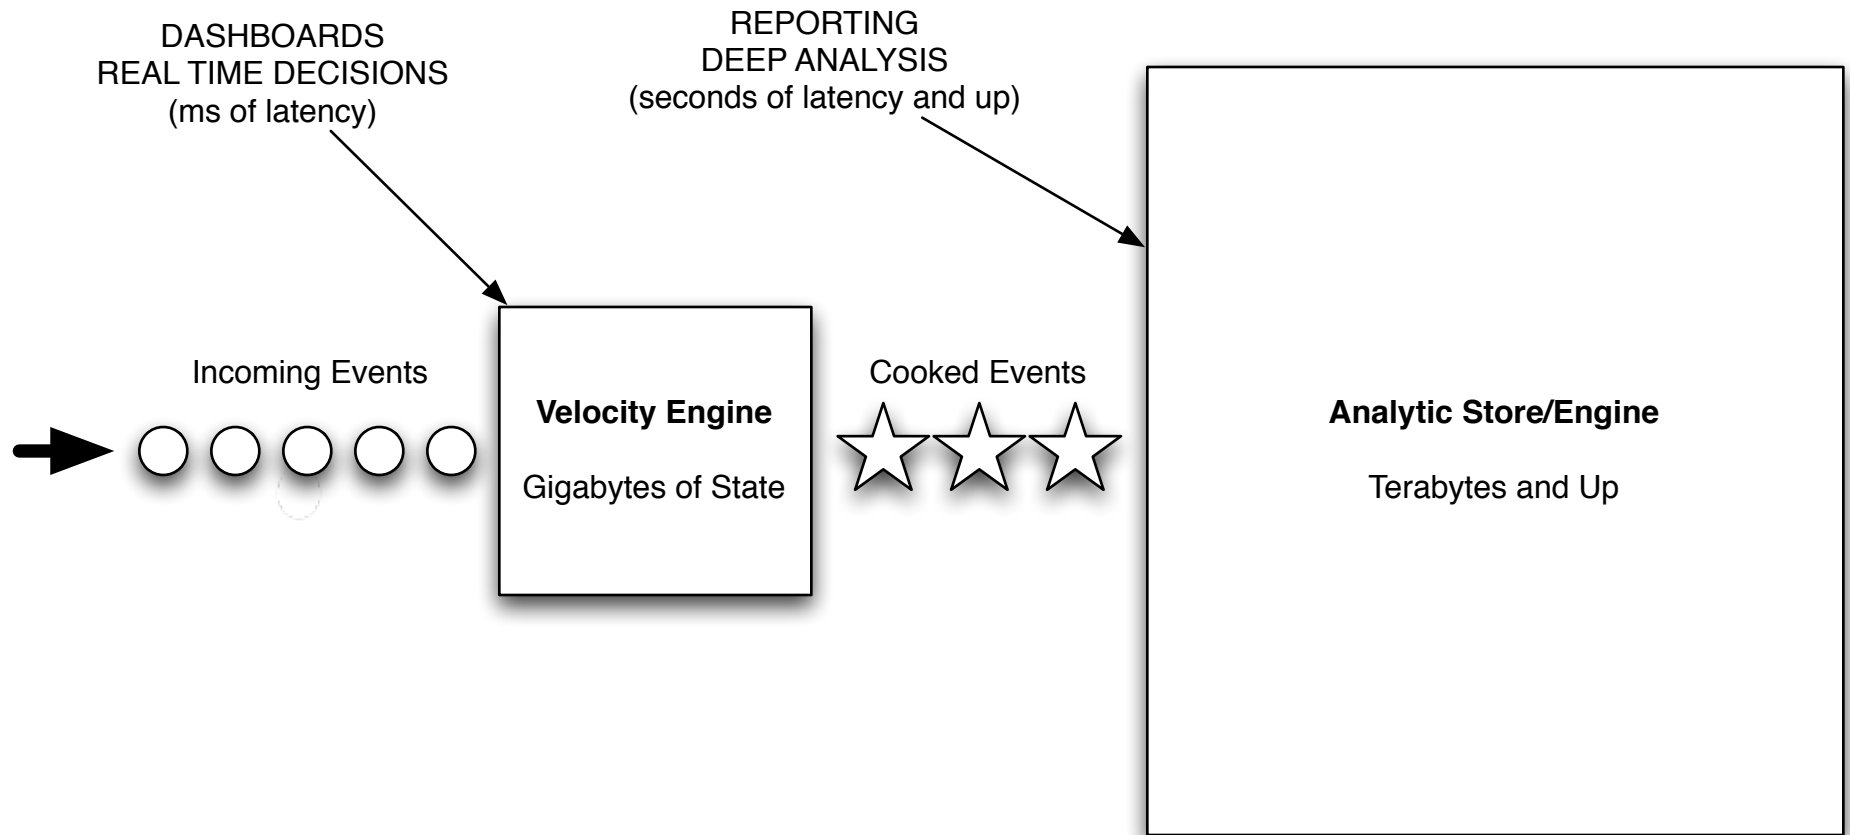 DASHBOARDS
REAL TIME DECISIONS
(ms of latency)
REPORTING
DEEP ANALYSIS
(seconds of latency and up)
Incoming Events
Velocity Engine
Gigabytes of State
Cooked Events
Analytic Store/Engine
Terabytes and Up